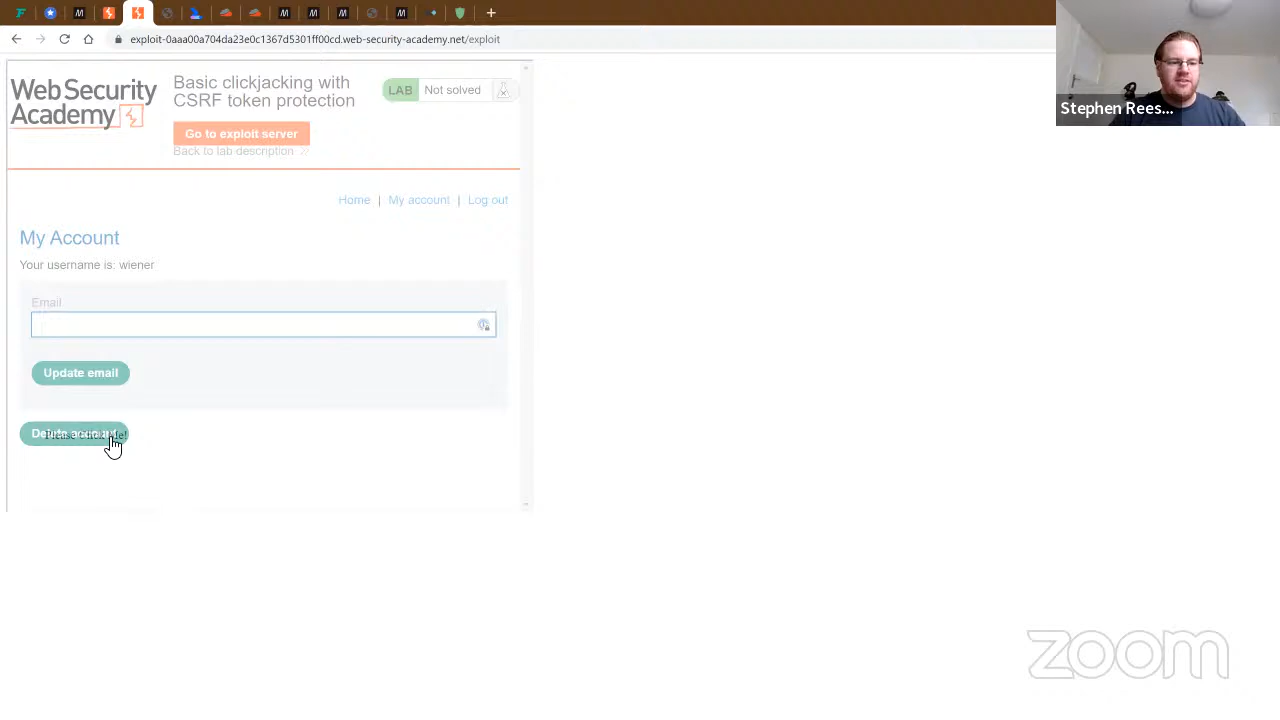 exploit-0aaa00a704da23e0c1367d5301ff00cd.web-security-academy.net/exploit
Stephen Rees...
Web Security
Academy
Basic clickjacking with
CSRF token protection
LAB
Not solved
Go to exploit server
Back to lab description
Home | My account | Log out
My Account
Your username is: wiener
Email
Update email
Delete account
zoom